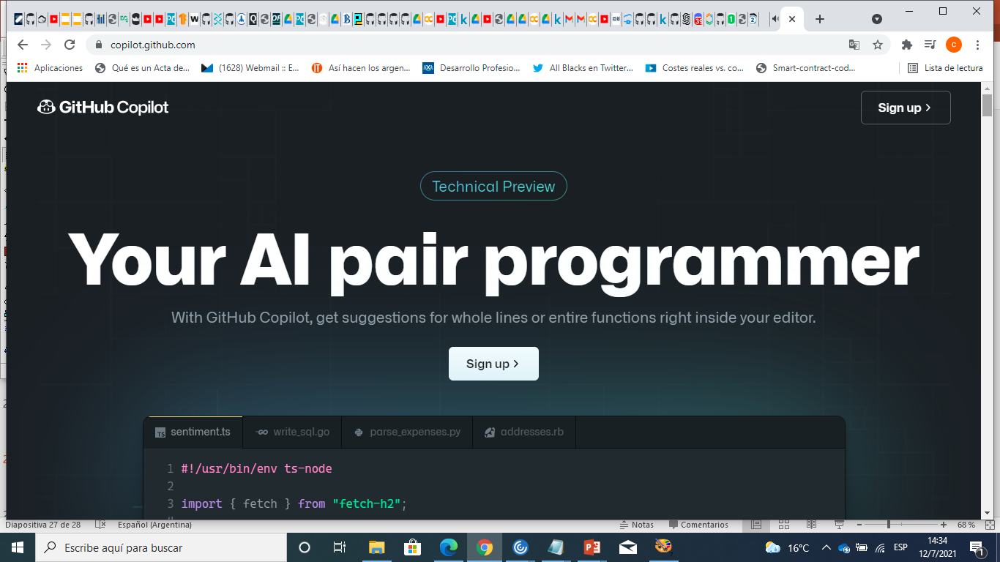 copilot.github.com
C
Aplicaciones
Qué es un Acta de...
(1628) Webmail :: E...
Así hacen los argen...
Desarrollo Profesio...
All Blacks en Twitter...
Costes reales vs. co...
Smart-contract-cod...
Lista de lectura
GitHub Copilot
Sign up
Technical Preview
Your AI pair programmer
With GitHub Copilot, get suggestions for whole lines or entire functions right inside your editor.
Sign up
TS sentiment.ts
GO write_sql.go
parse_expenses.py
addresses.rb
1 #!/usr/bin/env ts-node
2
3 import { fetch } from "fetch-h2";
Diapositiva 27 de 28
Español (Argentina)
Notas
Comentarios
68 %
Escribe aquí para buscar
16°C
ESP
14:34
12/7/2021
1